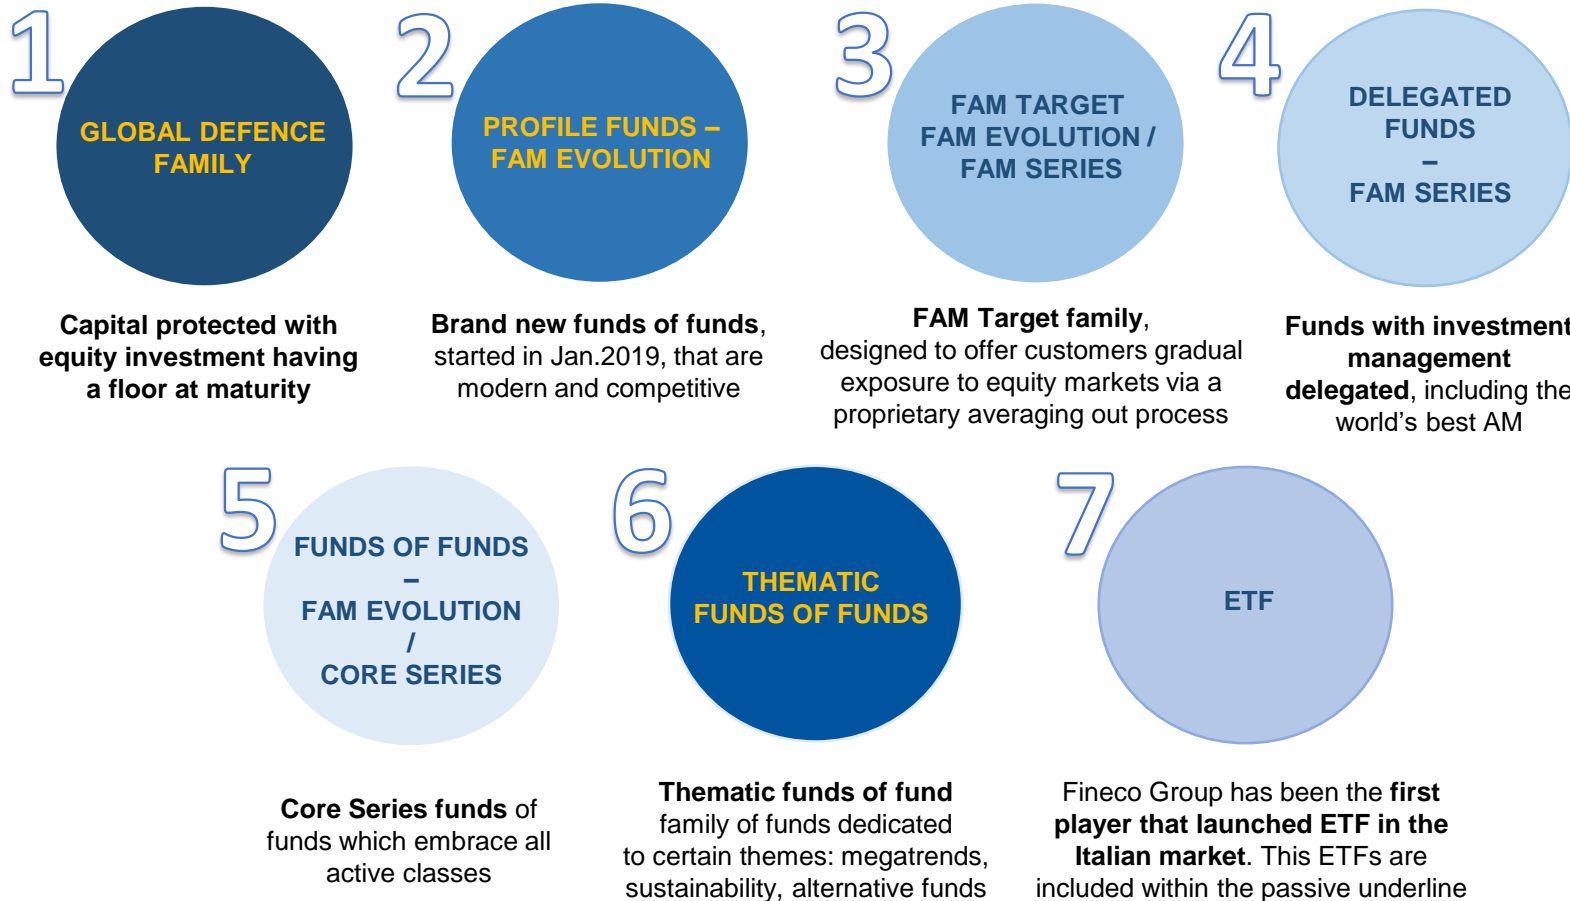 1
GLOBAL DEFENCE
FAMILY
Capital protected with
equity investment having
a floor at maturity
2
PROFILE FUNDS –
FAM EVOLUTION
Brand new funds of funds,
started in Jan.2019, that are
modern and competitive
3
FAM TARGET
FAM EVOLUTION /
FAM SERIES
FAM Target family,
designed to offer customers gradual
exposure to equity markets via a
proprietary averaging out process
4
DELEGATED
FUNDS
–
FAM SERIES
Funds with investment
management
delegated, including the
world’s best AM
5
FUNDS OF FUNDS
–
FAM EVOLUTION
/
CORE SERIES
Core Series funds of
funds which embrace all
active classes
6
THEMATIC
FUNDS OF FUNDS
Thematic funds of fund
family of funds dedicated
to certain themes: megatrends,
sustainability, alternative funds
7
ETF
Fineco Group has been the first
player that launched ETF in the
Italian market. This ETFs are
included within the passive underline